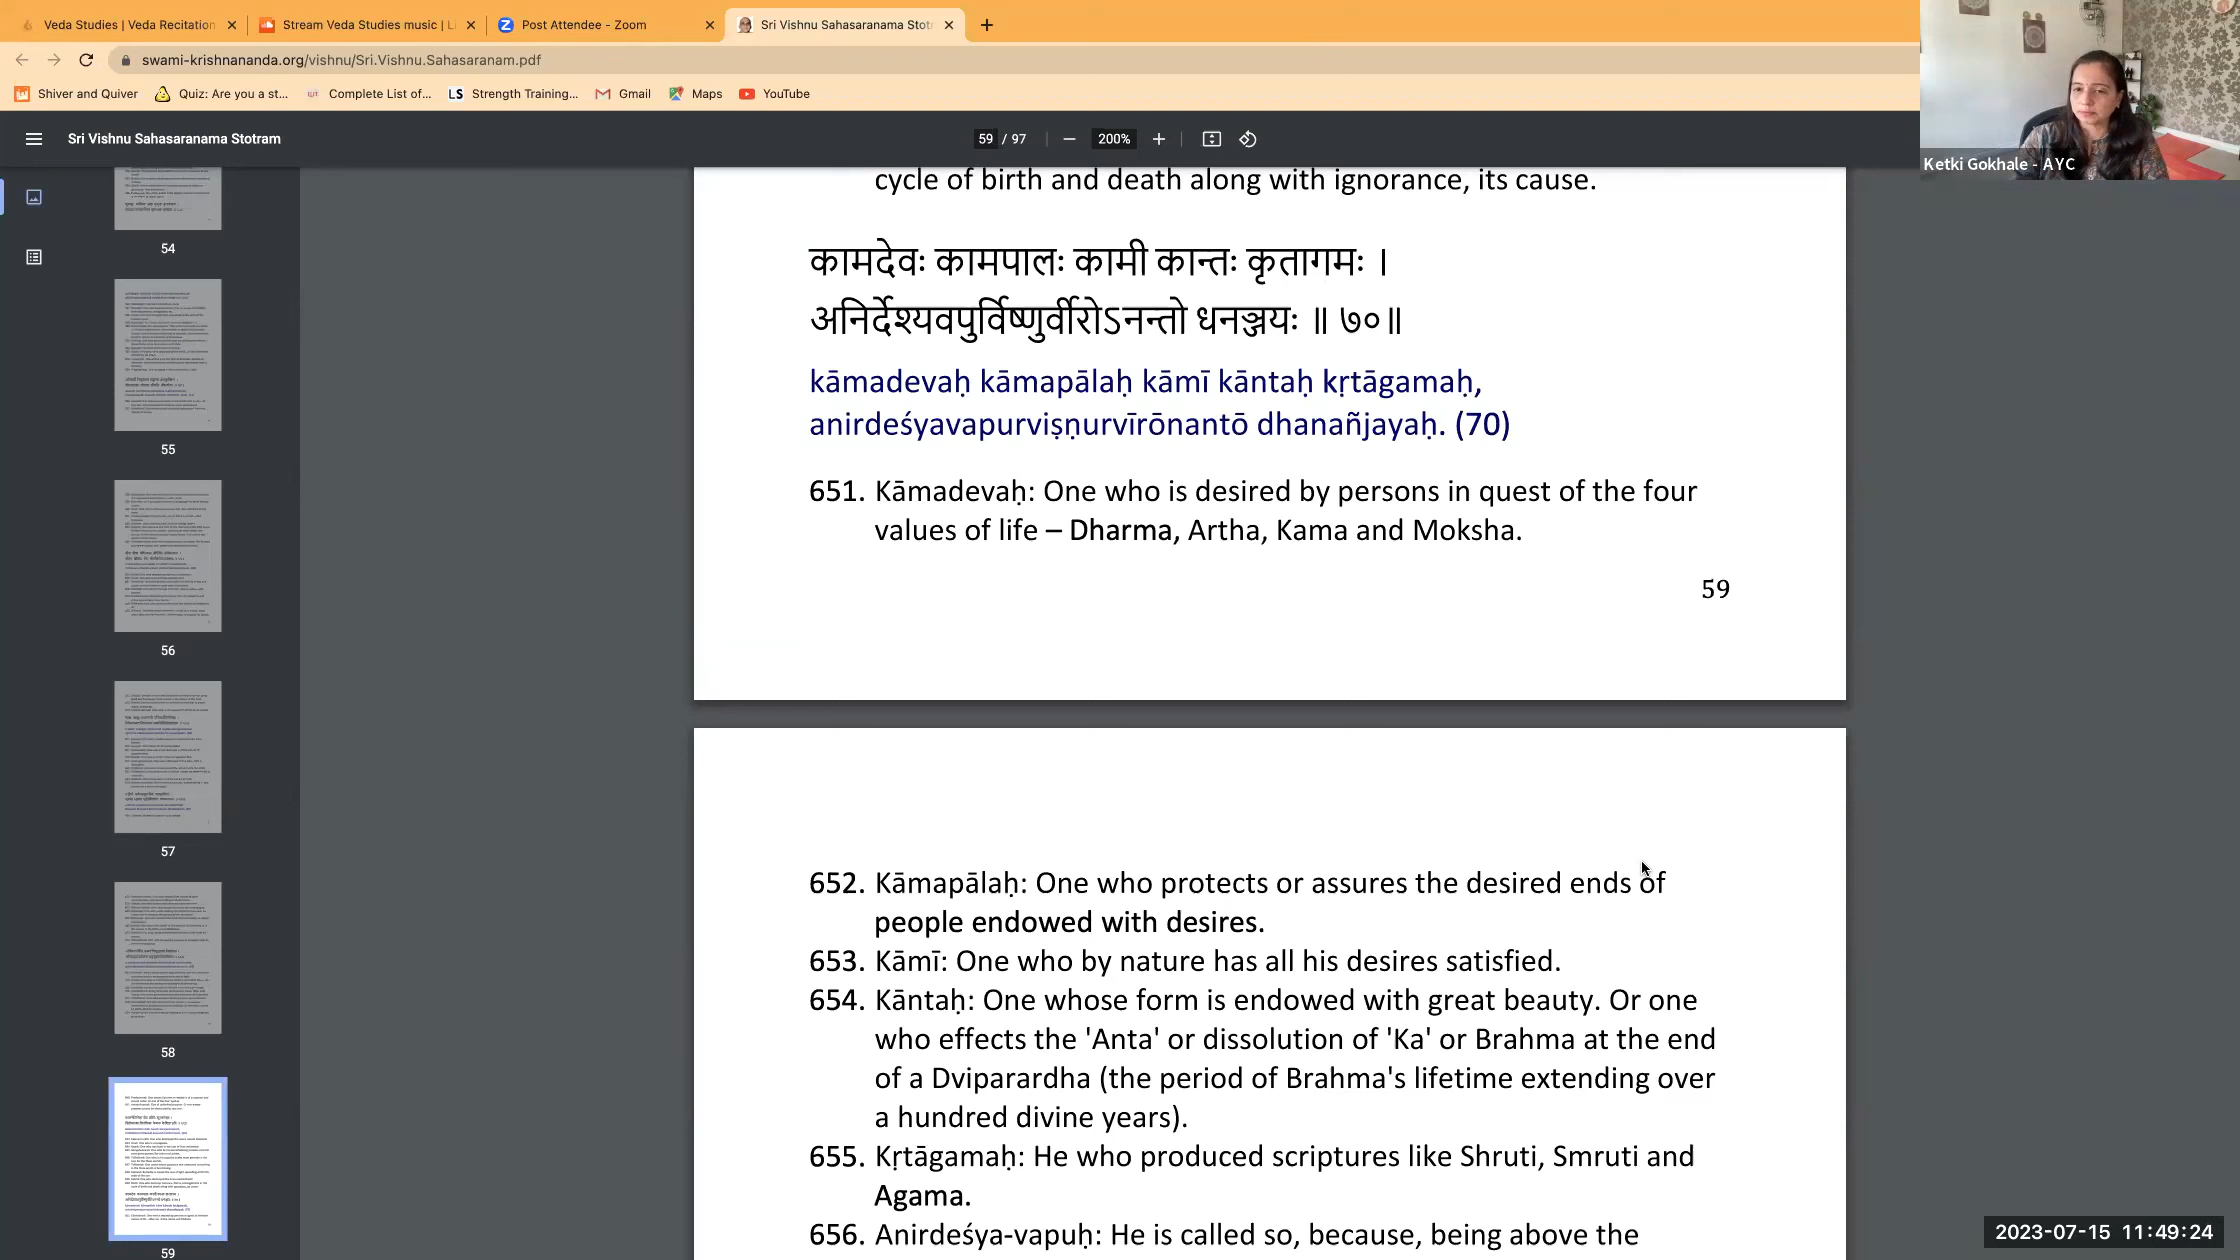 Veda Studies | Veda Recitation
Stream Veda Studies music | Li
Post Attendee - Zoom
Sri Vishnu Sahasaranama Stot
swami-krishnananda.org/vishnu/Sri.Vishnu.Sahasaranam.pdf
Shiver and Quiver
Quiz: Are you a st...
Complete List of...
LS Strength Training...
Gmail
Maps
YouTube
Ketki Gokhale - AYC
Sri Vishnu Sahasaranama Stotram
59 / 97
200%
54
55
56
57
58
59
cycle of birth and death along with ignorance, its cause.
कामदेवः कामपालः कामी कान्तः कृतागमः ।
अनिर्देश्यवपुर्विष्णुर्वीरोऽनन्तो धनञ्जयः ॥ ७०॥
kāmadevaḥ kāmapālaḥ kāmī kāntaḥ kṛtāgamaḥ,
anirdeśyavapurviṣṇurvīrōnantō dhanañjayaḥ. (70)
651. Kāmadevaḥ: One who is desired by persons in quest of the four
values of life – Dharma, Artha, Kama and Moksha.
59
652. Kāmapālaḥ: One who protects or assures the desired ends of
people endowed with desires.
653. Kāmī: One who by nature has all his desires satisfied.
654. Kāntaḥ: One whose form is endowed with great beauty. Or one
who effects the 'Anta' or dissolution of 'Ka' or Brahma at the end
of a Dviparardha (the period of Brahma's lifetime extending over
a hundred divine years).
655. Kṛtāgamaḥ: He who produced scriptures like Shruti, Smruti and
Agama.
656. Anirdeśya-vapuḥ: He is called so, because, being above the
2023-07-15 11:49:24